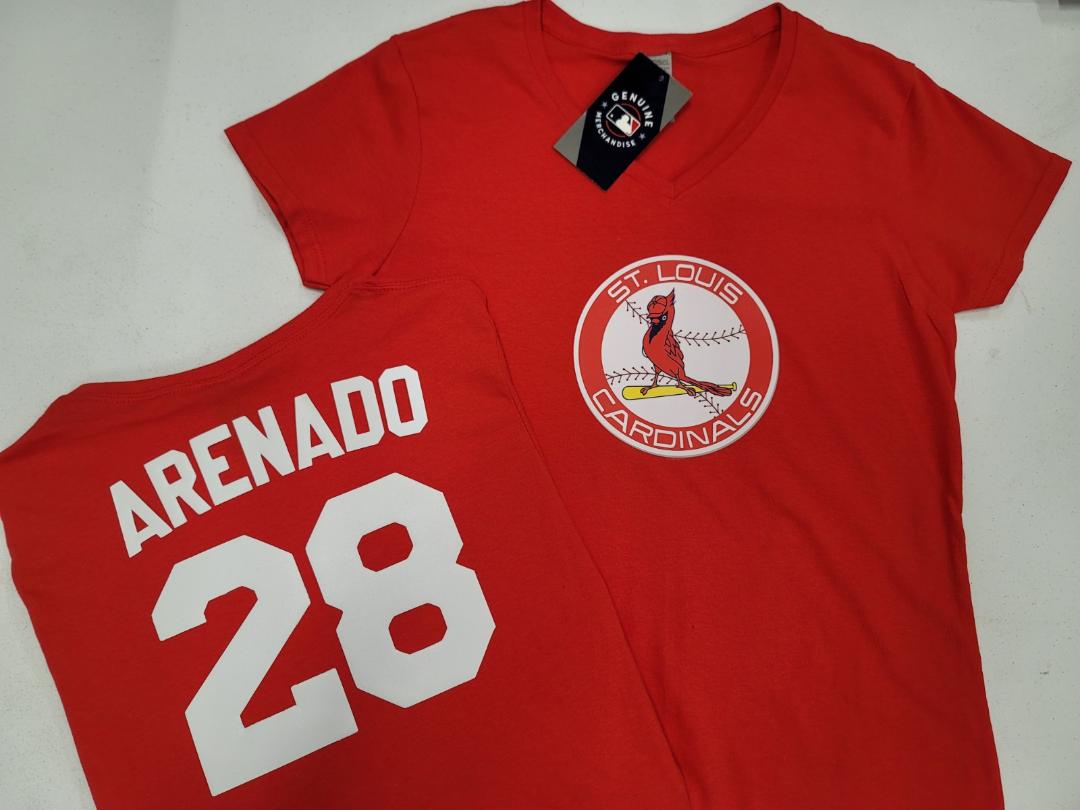 GENUINE
MERCHANDISE
ST. LOUIS
CARDINALS
ARENADO
28